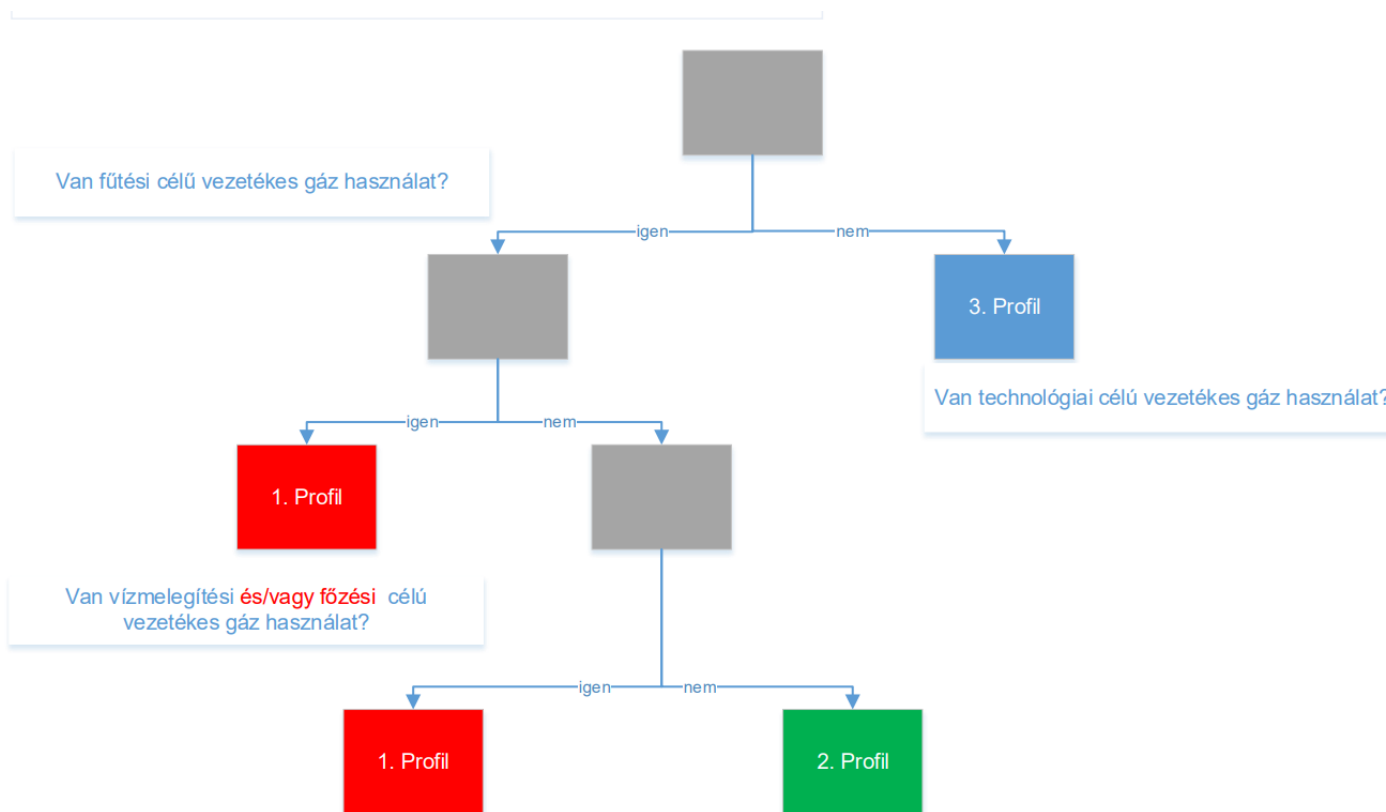 Van fűtési célú vezetékes gáz használat?
igen
nem
3. Profil
Van technológiai célú vezetékes gáz használat?
igen
nem
1. Profil
Van vízmelegítési és/vagy főzési célú
vezetékes gáz használat?
igen
nem
1. Profil
2. Profil